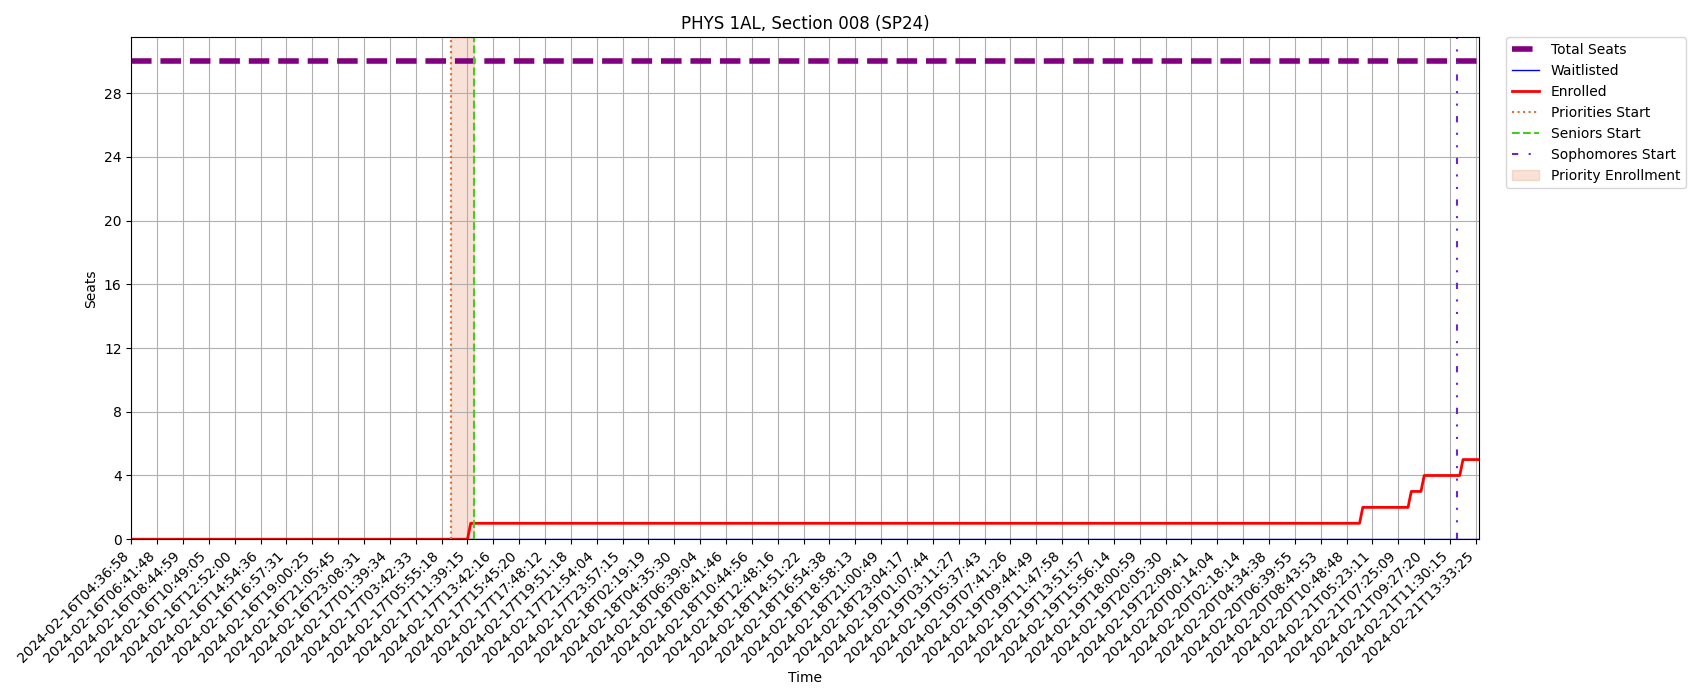 PHYS 1AL, Section 008 (SP24)
Total Seats
Waitlisted
Enrolled
Priorities Start
Seniors Start
Sophomores Start
Priority Enrollment
Seats
28
24
20
16
12
8
4
0
2024-02-16T04:36:58
2024-02-16T06:41:48
2024-02-16T08:44:59
2024-02-16T10:49:05
2024-02-16T12:52:00
2024-02-16T14:54:36
2024-02-16T16:57:31
2024-02-16T19:00:25
2024-02-16T21:05:45
2024-02-16T23:08:31
2024-02-17T01:39:34
2024-02-17T03:42:33
2024-02-17T05:55:18
2024-02-17T11:39:15
2024-02-17T13:42:16
2024-02-17T15:45:20
2024-02-17T17:48:12
2024-02-17T19:51:18
2024-02-17T21:54:04
2024-02-17T23:57:15
2024-02-18T02:19:19
2024-02-18T04:35:30
2024-02-18T06:39:04
2024-02-18T08:41:46
2024-02-18T10:44:56
2024-02-18T12:48:16
2024-02-18T14:51:22
2024-02-18T16:54:38
2024-02-18T18:58:13
2024-02-18T21:00:49
2024-02-18T23:04:17
2024-02-19T01:07:44
2024-02-19T03:11:27
2024-02-19T05:37:43
2024-02-19T07:41:26
2024-02-19T09:44:49
2024-02-19T11:47:58
2024-02-19T13:51:57
2024-02-19T15:56:14
2024-02-19T18:00:59
2024-02-19T20:05:30
2024-02-19T22:09:41
2024-02-20T00:14:04
2024-02-20T02:18:14
2024-02-20T04:34:38
2024-02-20T06:39:55
2024-02-20T08:43:53
2024-02-20T10:48:48
2024-02-21T05:23:11
2024-02-21T07:25:09
2024-02-21T09:27:20
2024-02-21T11:30:15
2024-02-21T13:33:25
Time